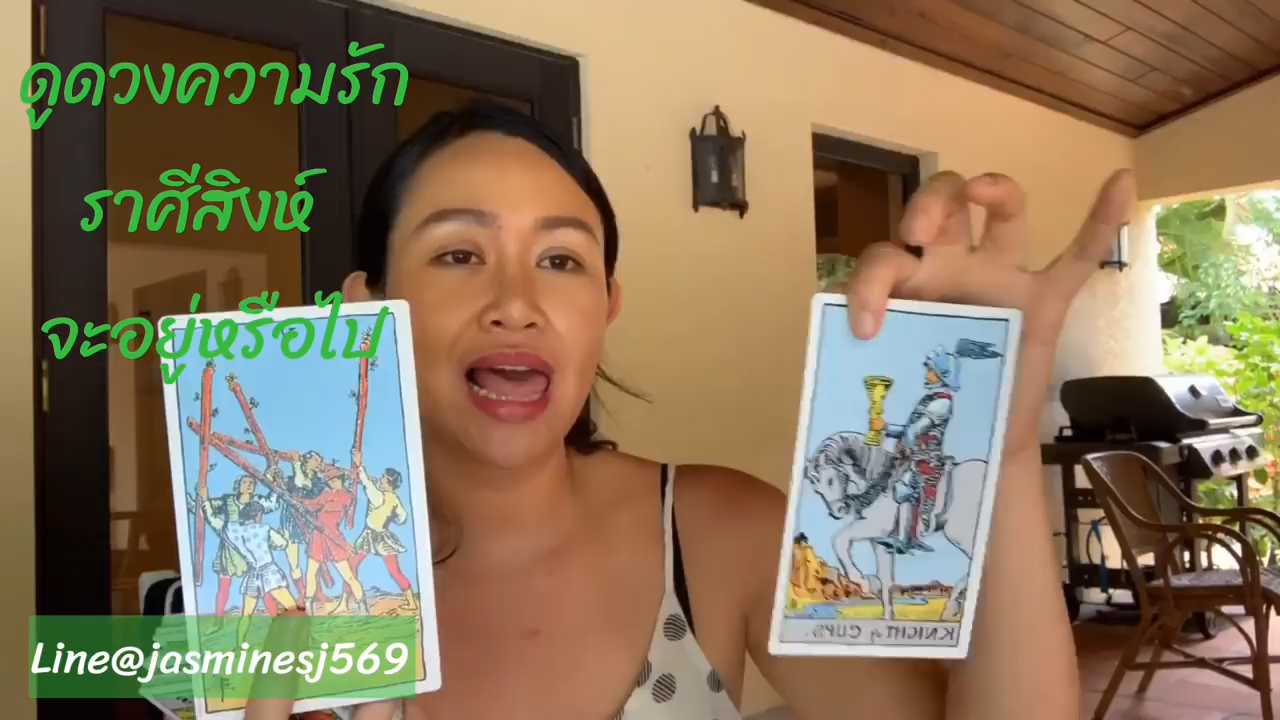 ดูดวงความรัก
ราศีสิงห์
จะอยู่หรือไป
KNIGHT of CUPS.
Line@jasminesj569